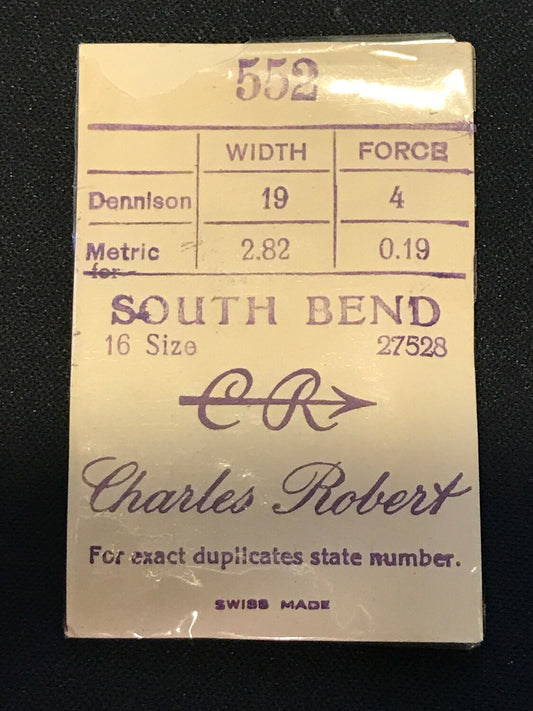 552
WIDTH FORCE
Dennison 19 4
Metric 2.82 0.19
for
SOUTH BEND
16 Size 27528
CR
Charles Robert
For exact duplicates state number.
SWISS MADE